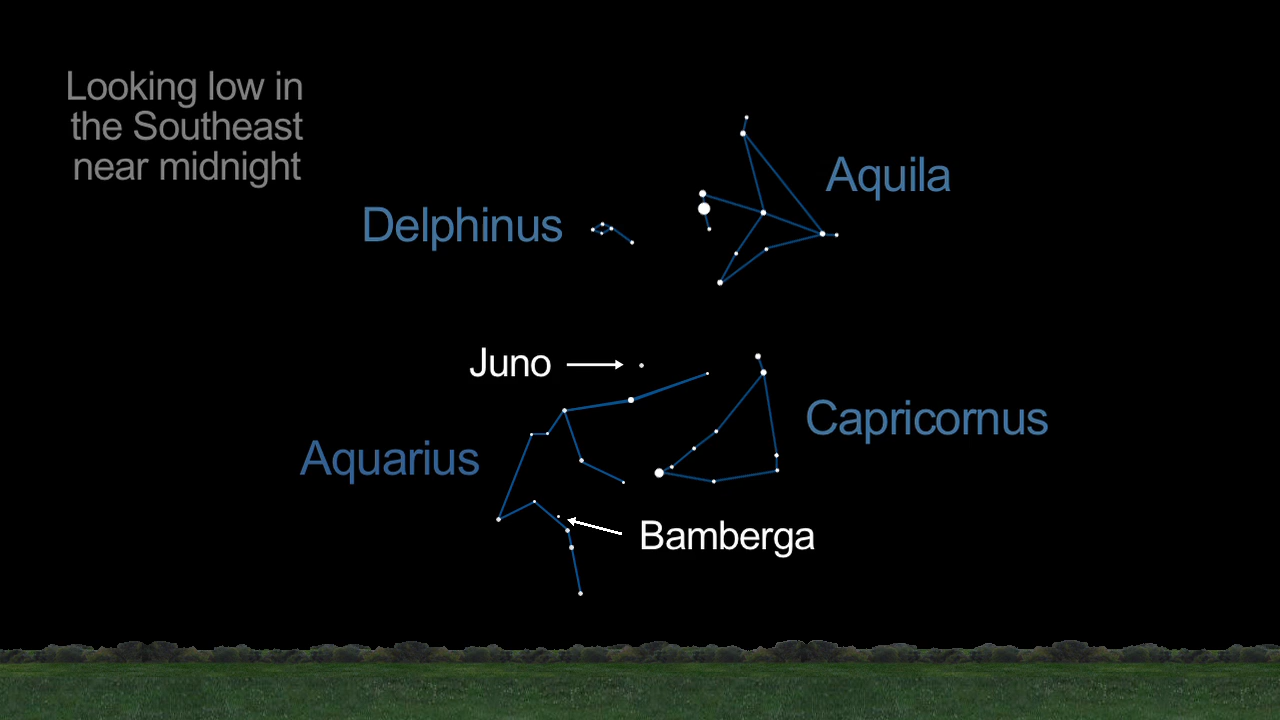 Looking low in
the Southeast
near midnight
Aquila
Delphinus
Juno
Capricornus
Aquarius
Bamberga